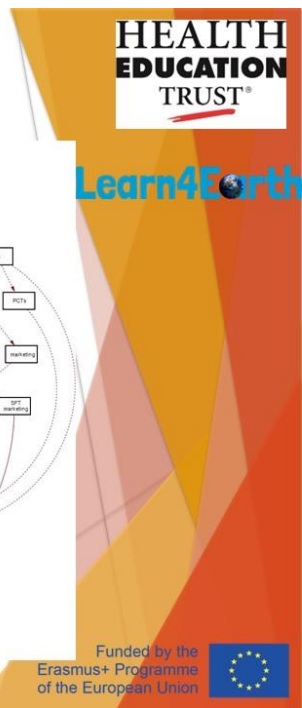 HEALTH
EDUCATION
TRUST®
Learn4Earth
PCTs
marketing
SFT
marketing
Funded by the
Erasmus+ Programme
of the European Union